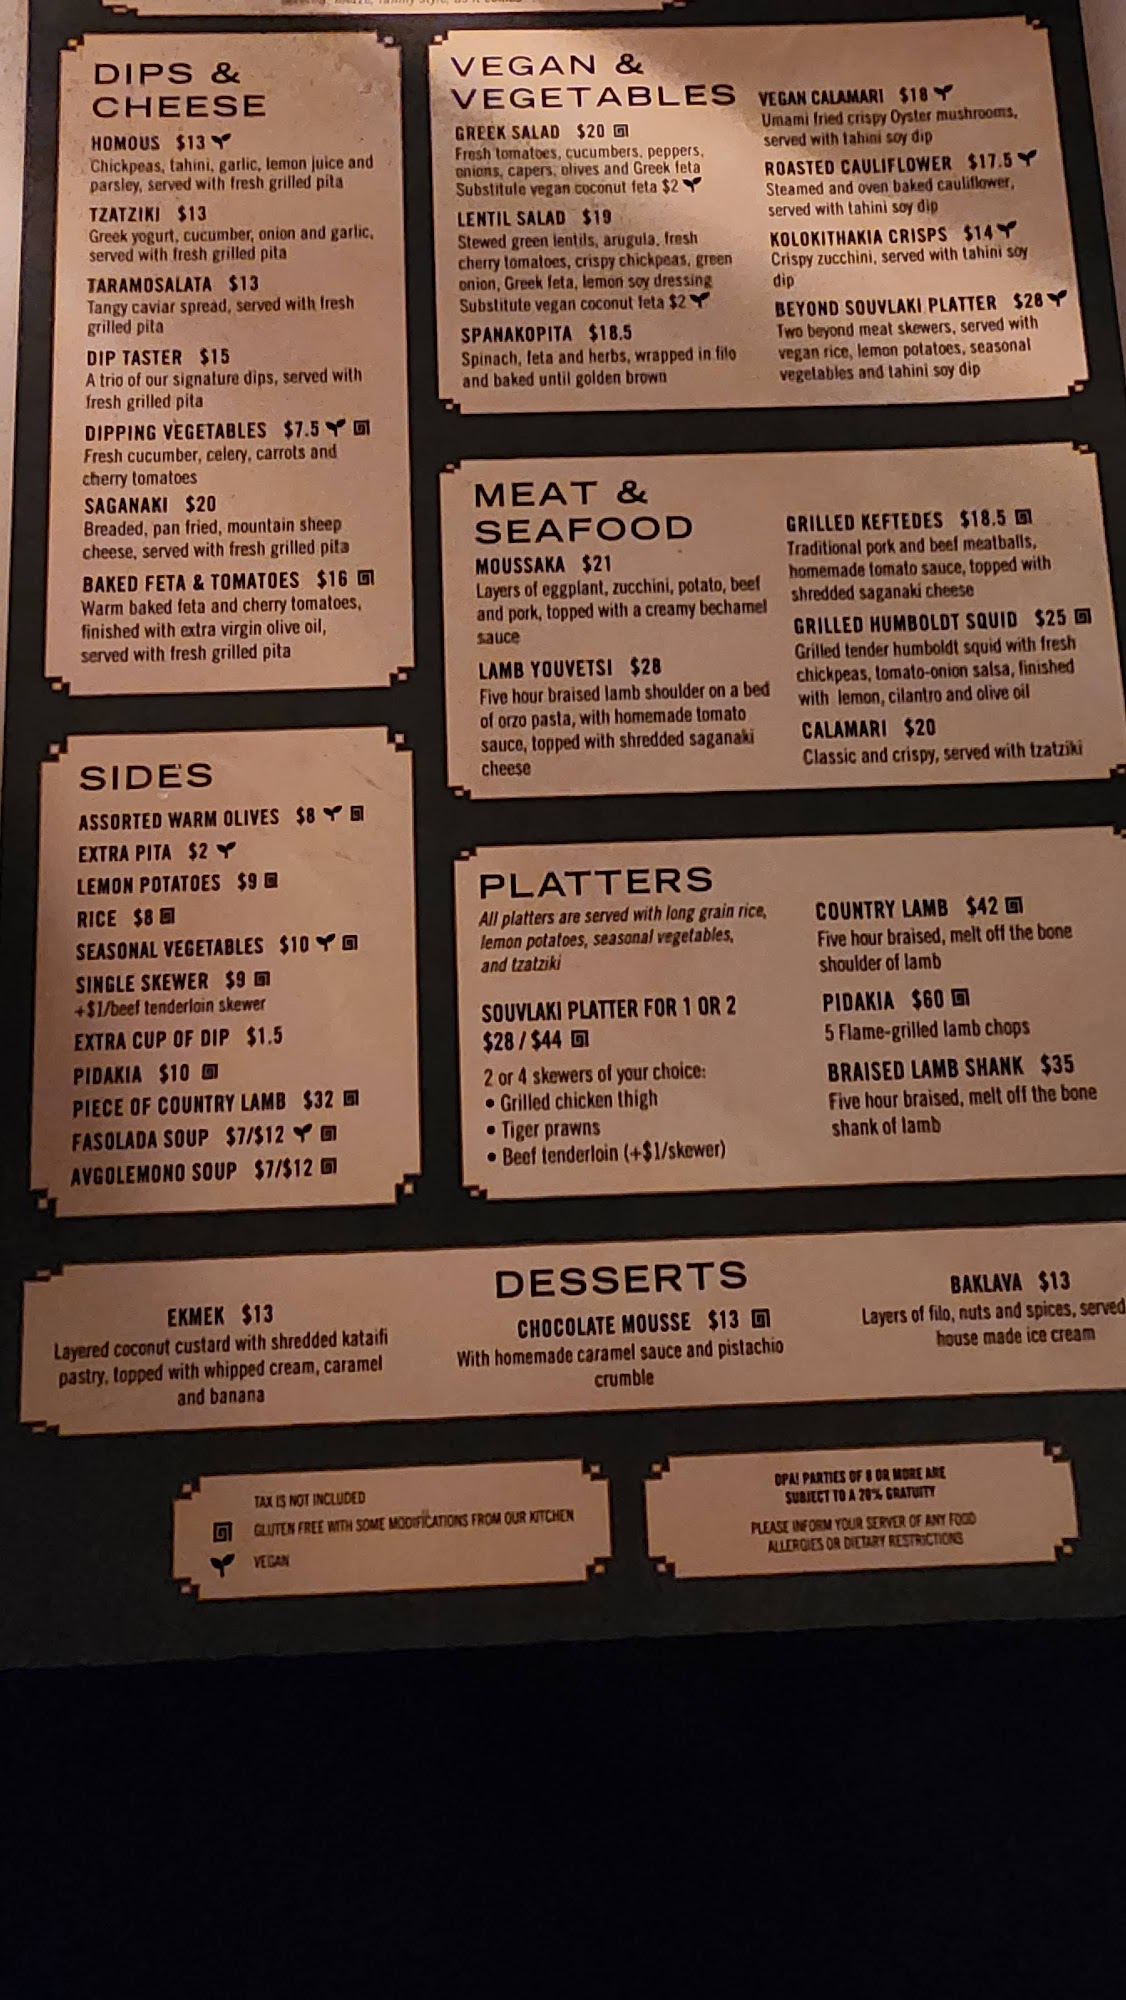 DIPS &
CHEESE
HOMOUS $13
Chickpeas, tahini, garlic, lemon juice and
parsley, served with fresh grilled pita
TZATZIKI $13
Greek yogurt, cucumber, onion and garlic,
served with fresh grilled pita
TARAMOSALATA $13
Tangy caviar spread, served with fresh
grilled pita
DIP TASTER $15
A trio of our signature dips, served with
fresh grilled pita
DIPPING VEGETABLES $7.5
Fresh cucumber, celery, carrots and
cherry tomatoes
SAGANAKI $20
Breaded, pan fried, mountain sheep
cheese, served with fresh grilled pita
BAKED FETA & TOMATOES $16
Warm baked feta and cherry tomatoes,
finished with extra virgin olive oil,
served with fresh grilled pita
VEGAN &
VEGETABLES
GREEK SALAD $20
Fresh tomatoes, cucumbers, peppers,
onions, capers, olives and Greek feta
Substitute vegan coconut feta $2
LENTIL SALAD $19
Stewed green lentils, arugula, fresh
cherry tomatoes, crispy chickpeas, green
onion, Greek feta, lemon soy dressing
Substitute vegan coconut feta $2
SPANAKOPITA $18.5
Spinach, feta and herbs, wrapped in filo
and baked until golden brown
VEGAN CALAMARI $18
Umami fried crispy Oyster mushrooms,
served with tahini soy dip
ROASTED CAULIFLOWER $17.5
Steamed and oven baked cauliflower,
served with tahini soy dip
KOLOKITHAKIA CRISPS $14
Crispy zucchini, served with tahini soy
dip
BEYOND SOUVLAKI PLATTER $28
Two beyond meat skewers, served with
vegan rice, lemon potatoes, seasonal
vegetables and tahini soy dip
MEAT &
SEAFOOD
MOUSSAKA $21
Layers of eggplant, zucchini, potato, beef
and pork, topped with a creamy bechamel
sauce
LAMB YOUVETSI $28
Five hour braised lamb shoulder on a bed
of orzo pasta, with homemade tomato
sauce, topped with shredded saganaki
cheese
GRILLED KEFTEDES $18.5
Traditional pork and beef meatballs,
homemade tomato sauce, topped with
shredded saganaki cheese
GRILLED HUMBOLDT SQUID $25
Grilled tender humboldt squid with fresh
chickpeas, tomato-onion salsa, finished
with lemon, cilantro and olive oil
CALAMARI $20
Classic and crispy, served with tzatziki
SIDES
ASSORTED WARM OLIVES $8
EXTRA PITA $2
LEMON POTATOES $9
RICE $8
SEASONAL VEGETABLES $10
SINGLE SKEWER $9
+$1/beef tenderloin skewer
EXTRA CUP OF DIP $1.5
PIDAKIA $10
PIECE OF COUNTRY LAMB $32
FASOLADA SOUP $7/$12
AVGOLEMONO SOUP $7/$12
PLATTERS
All platters are served with long grain rice,
lemon potatoes, seasonal vegetables,
and tzatziki
SOUVLAKI PLATTER FOR 1 OR 2
$28 / $44
2 or 4 skewers of your choice:
• Grilled chicken thigh
• Tiger prawns
• Beef tenderloin (+$1/skewer)
COUNTRY LAMB $42
Five hour braised, melt off the bone
shoulder of lamb
PIDAKIA $60
5 Flame-grilled lamb chops
BRAISED LAMB SHANK $35
Five hour braised, melt off the bone
shank of lamb
DESSERTS
EKMEK $13
Layered coconut custard with shredded kataifi
pastry, topped with whipped cream, caramel
and banana
CHOCOLATE MOUSSE $13
With homemade caramel sauce and pistachio
crumble
BAKLAVA $13
Layers of filo, nuts and spices, served
house made ice cream
TAX IS NOT INCLUDED
GLUTEN FREE WITH SOME MODIFICATIONS FROM OUR KITCHEN
VEGAN
OPA! PARTIES OF 8 OR MORE ARE
SUBJECT TO A 20% GRATUITY
PLEASE INFORM YOUR SERVER OF ANY FOOD
ALLERGIES OR DIETARY RESTRICTIONS